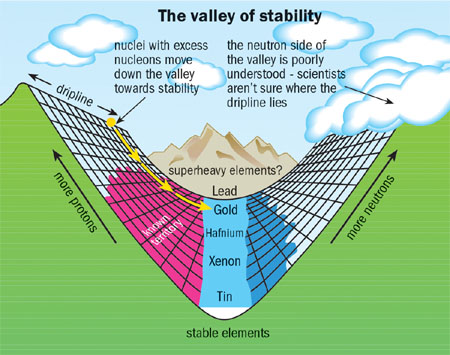 The valley of stability
nuclei with excess
nucleons move
down the valley
towards stability
the neutron side of
the valley is poorly
understood - scientists
aren't sure where the
dripline lies
dripline
superheavy elements?
Lead
Gold
Hafnium
Xenon
Tin
known
territory
more protons
more neutrons
stable elements